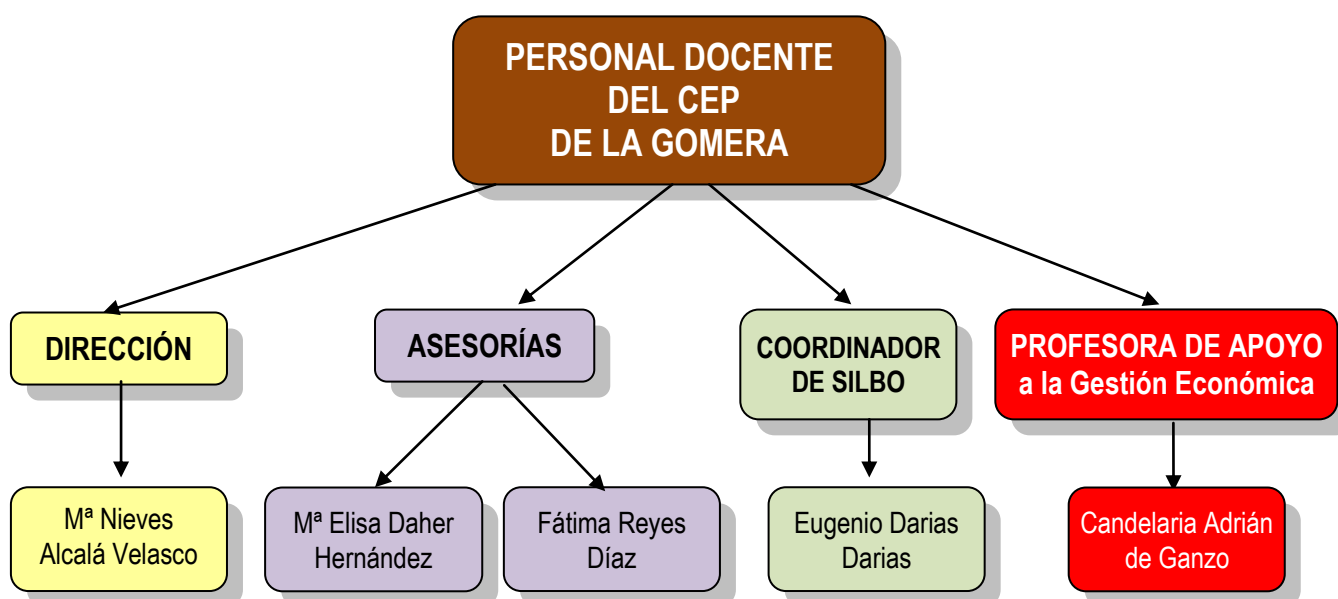 PERSONAL DOCENTE
DEL CEP
DE LA GOMERA
DIRECCIÓN
ASESORÍAS
COORDINADOR
DE SILBO
PROFESORA DE APOYO
a la Gestión Económica
Mª Nieves
Alcalá Velasco
Mª Elisa Daher
Hernández
Fátima Reyes
Díaz
Eugenio Darias
Darias
Candelaria Adrián
de Ganzo